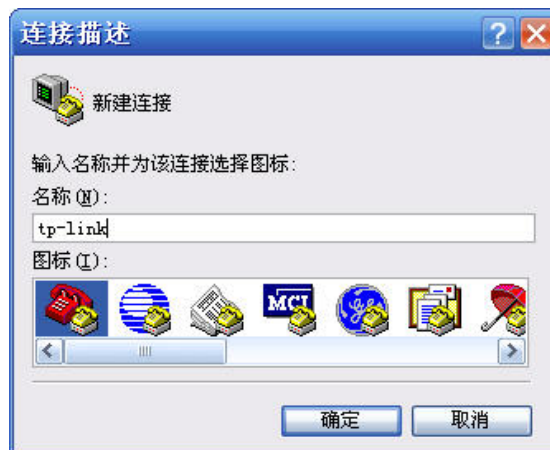 连接描述
新建连接
输入名称并为该连接选择图标:
名称(N):
tp-link
图标(I):
MCI
确定 取消